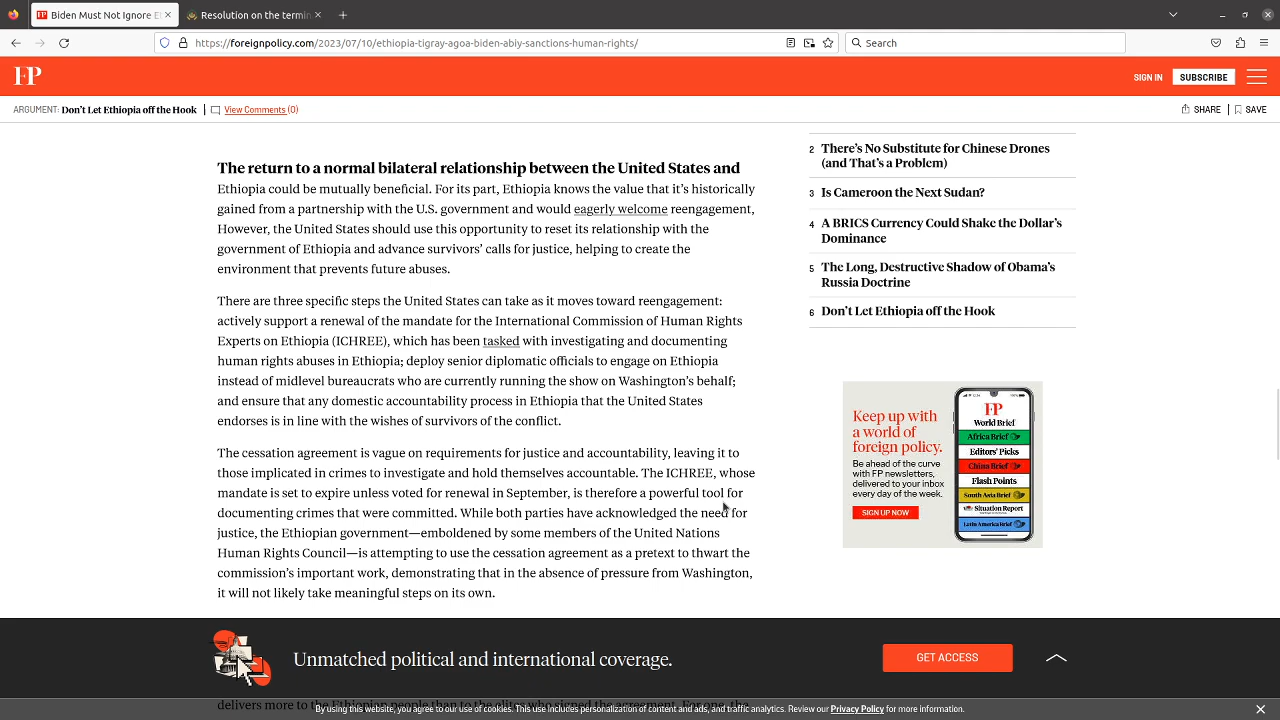 Biden Must Not Ignore Et
Resolution on the termin
https://foreignpolicy.com/2023/07/10/ethiopia-tigray-agoa-biden-abiy-sanctions-human-rights/
Search
FP
SIGN IN
SUBSCRIBE
ARGUMENT: Don't Let Ethiopia off the Hook
View Comments (0)
SHARE
SAVE
The return to a normal bilateral relationship between the United States and
Ethiopia could be mutually beneficial. For its part, Ethiopia knows the value that it's historically
gained from a partnership with the U.S. government and would eagerly welcome reengagement,
However, the United States should use this opportunity to reset its relationship with the
government of Ethiopia and advance survivors' calls for justice, helping to create the
environment that prevents future abuses.
There are three specific steps the United States can take as it moves toward reengagement:
actively support a renewal of the mandate for the International Commission of Human Rights
Experts on Ethiopia (ICHREE), which has been tasked with investigating and documenting
human rights abuses in Ethiopia; deploy senior diplomatic officials to engage on Ethiopia
instead of midlevel bureaucrats who are currently running the show on Washington's behalf;
and ensure that any domestic accountability process in Ethiopia that the United States
endorses is in line with the wishes of survivors of the conflict.
The cessation agreement is vague on requirements for justice and accountability, leaving it to
those implicated in crimes to investigate and hold themselves accountable. The ICHREE, whose
mandate is set to expire unless voted for renewal in September, is therefore a powerful tool for
documenting crimes that were committed. While both parties have acknowledged the need for
justice, the Ethiopian government—emboldened by some members of the United Nations
Human Rights Council—is attempting to use the cessation agreement as a pretext to thwart the
commission's important work, demonstrating that in the absence of pressure from Washington,
it will not likely take meaningful steps on its own.
2 There's No Substitute for Chinese Drones
(and That's a Problem)
3 Is Cameroon the Next Sudan?
4 A BRICS Currency Could Shake the Dollar's
Dominance
5 The Long, Destructive Shadow of Obama's
Russia Doctrine
6 Don't Let Ethiopia off the Hook
Keep up with
a world of
foreign policy.
Be ahead of the curve
with FP newsletters,
delivered to your inbox
every day of the week.
SIGN UP NOW
FP
World Brief
Africa Brief
Editors' Picks
China Brief
Flash Points
South Asia Brief
Situation Report
Latin America Brief
Unmatched political and international coverage.
GET ACCESS
delivers more to the Ethiopian people than to the elites who signed the agreement. For one, the
By using this website, you agree to our use of cookies. This use includes personalization of content and ads, and traffic analytics. Review our Privacy Policy for more information.